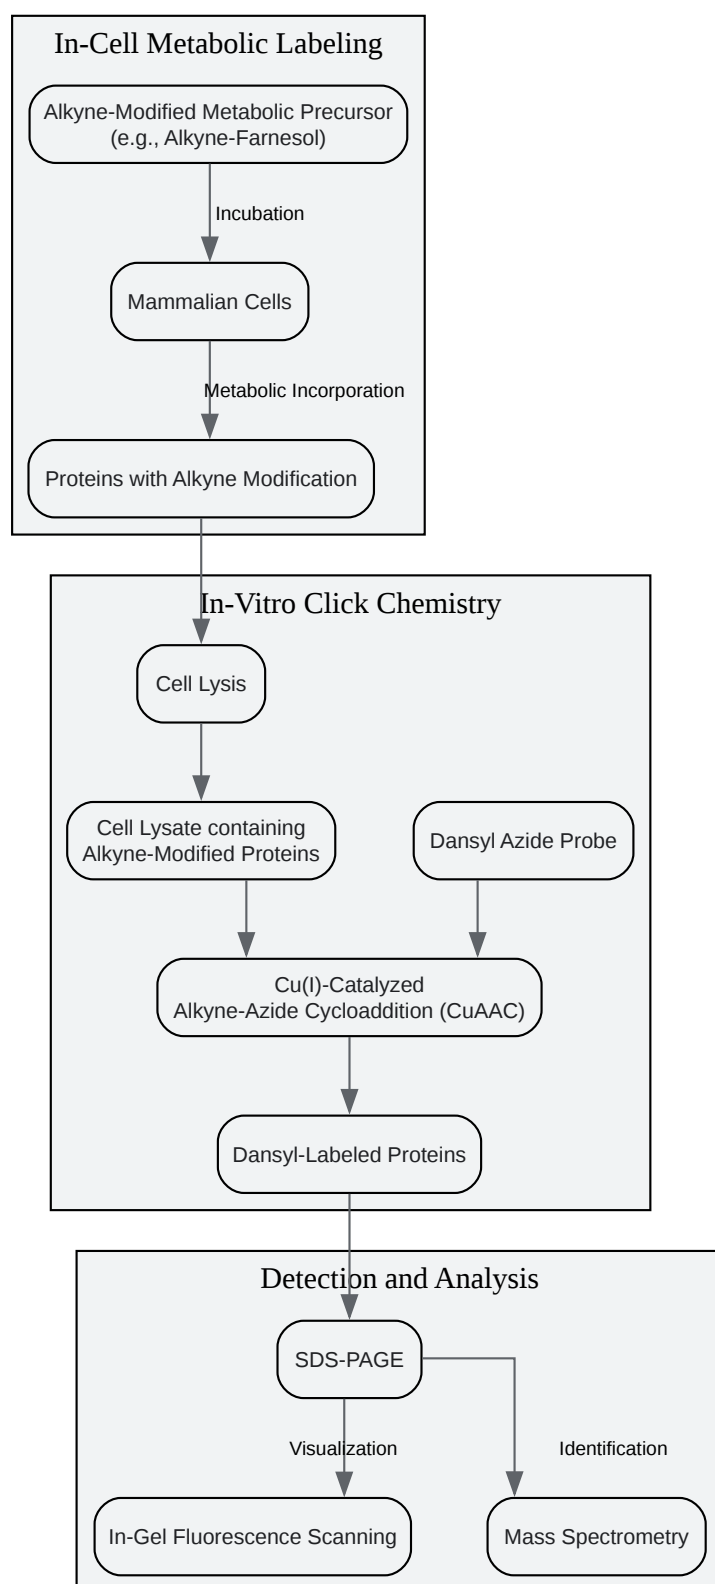 In-Cell Metabolic Labeling
Alkyne-Modified Metabolic Precursor
(e.g., Alkyne-Farnesol)
Incubation
Mammalian Cells
Metabolic Incorporation
Proteins with Alkyne Modification
In-Vitro Click Chemistry
Cell Lysis
Cell Lysate containing
Alkyne-Modified Proteins
Dansyl Azide Probe
Cu(I)-Catalyzed
Alkyne-Azide Cycloaddition (CuAAC)
Dansyl-Labeled Proteins
Detection and Analysis
SDS-PAGE
Visualization
Identification
In-Gel Fluorescence Scanning
Mass Spectrometry